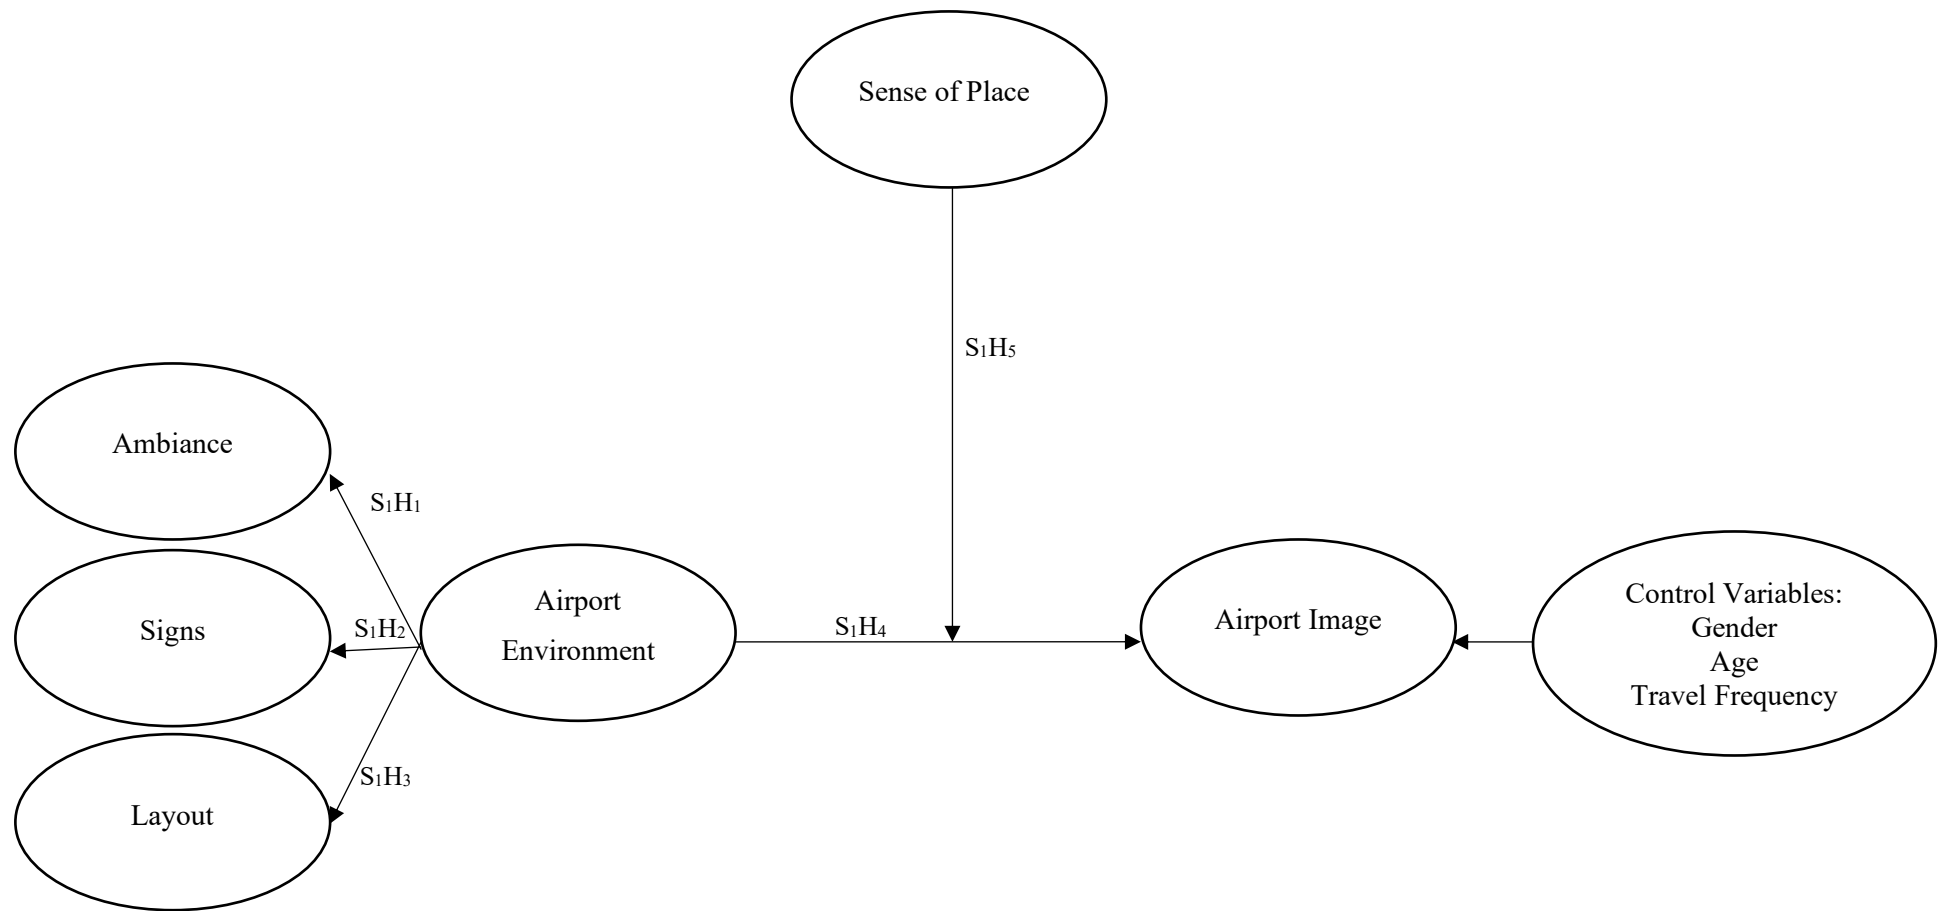 Sense of Place
S₁H₅
Ambiance
S₁H₁
Signs
S₁H₂
Airport
Environment
S₁H₄
Airport Image
Control Variables:
Gender
Age
Travel Frequency
S₁H₃
Layout